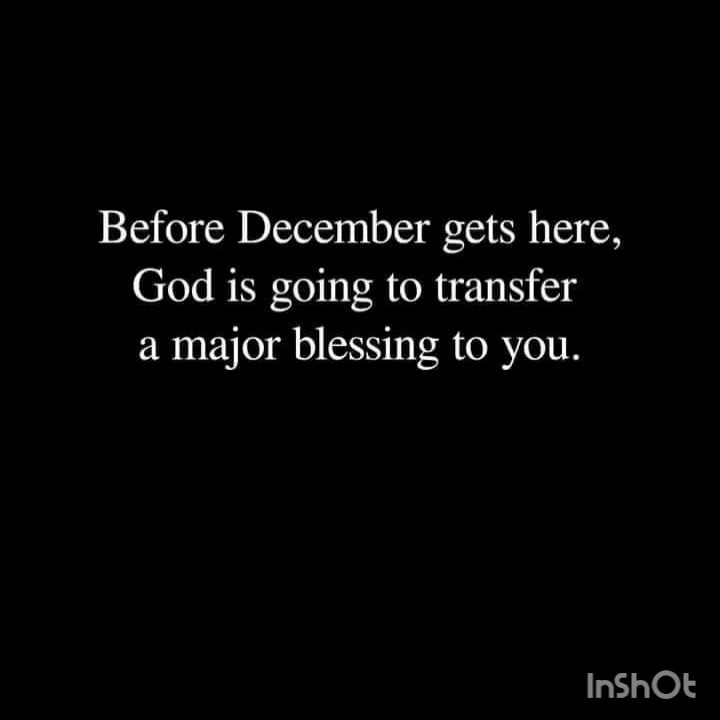 Before December gets here,
God is going to transfer
a major blessing to you.
InShOt